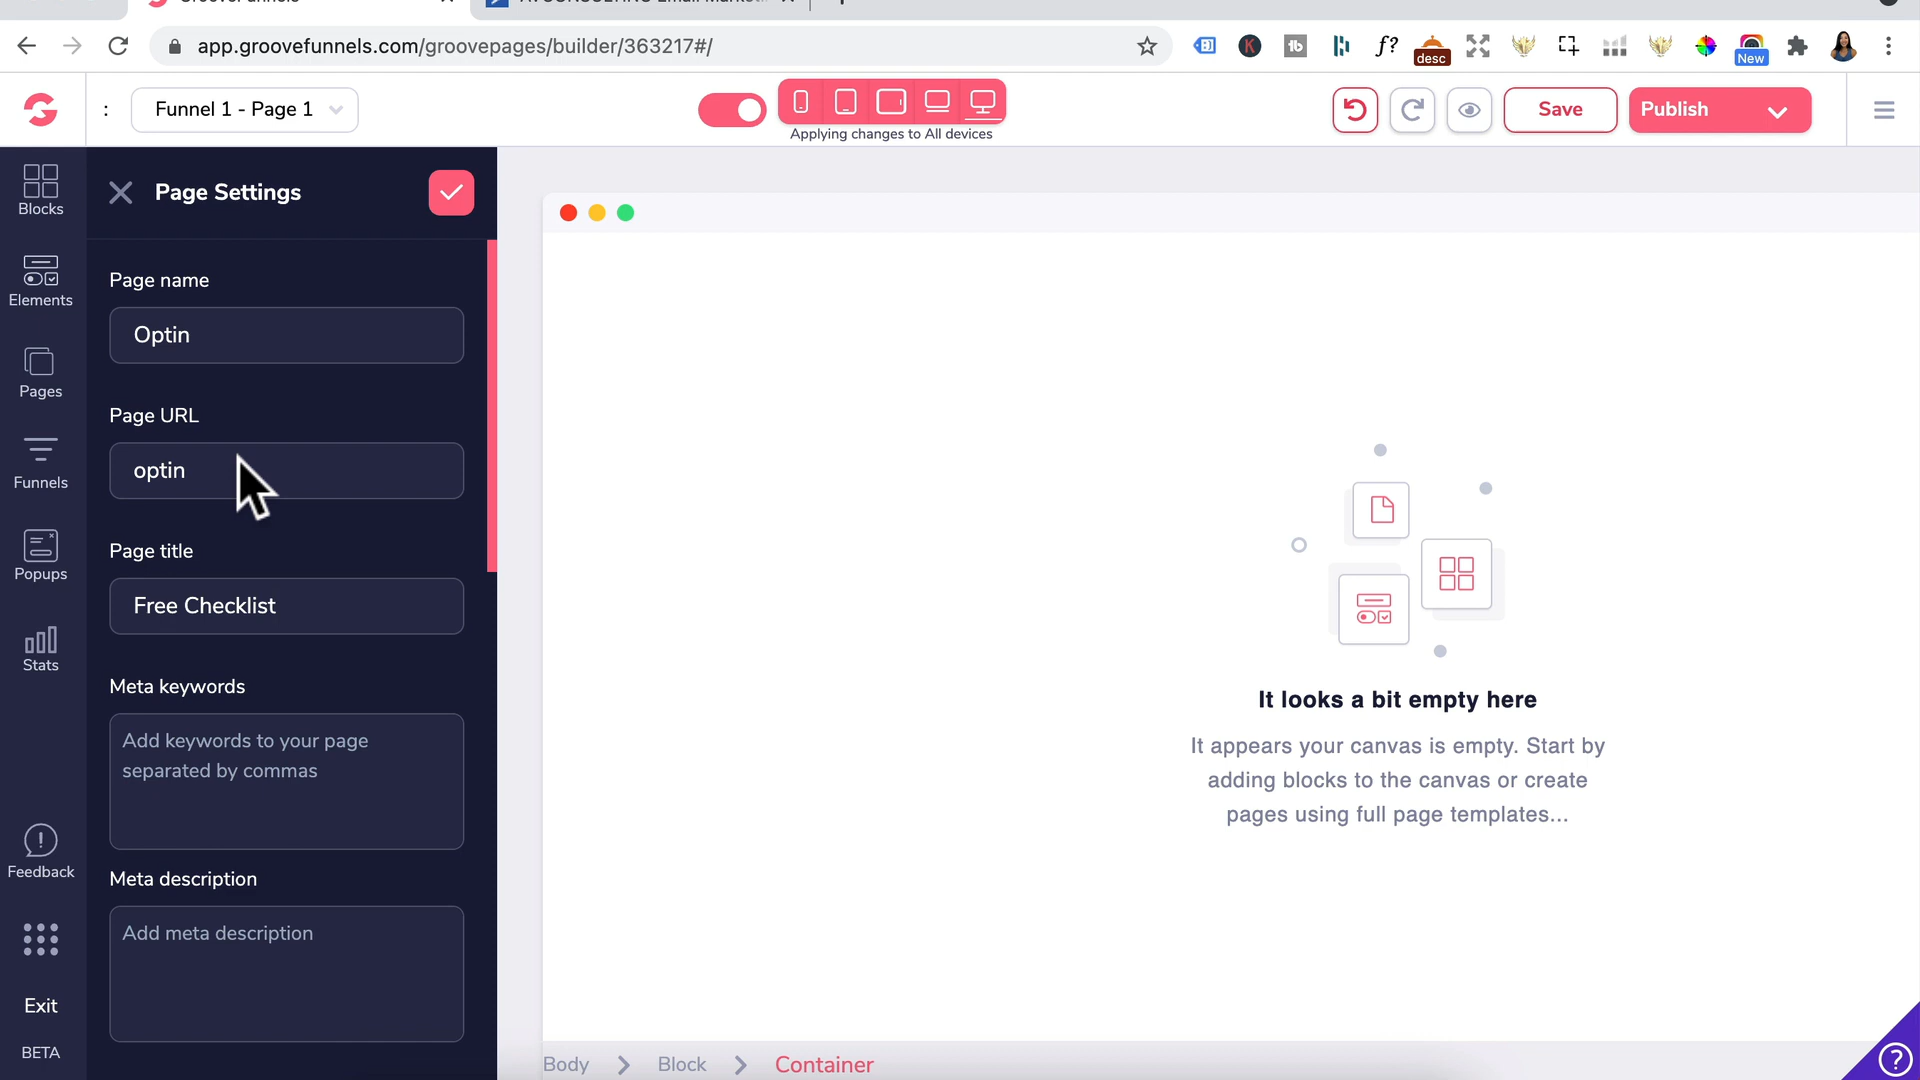 app.groovefunnels.com/groovepages/builder/363217#/
desc
New
: Funnel 1 - Page 1
Applying changes to All devices
Save
Publish
Blocks
Elements
Pages
Funnels
Popups
Stats
Feedback
Exit
BETA
Page Settings
Page name
Optin
Page URL
optin
Page title
Free Checklist
Meta keywords
Add keywords to your page
separated by commas
Meta description
Add meta description
It looks a bit empty here
It appears your canvas is empty. Start by
adding blocks to the canvas or create
pages using full page templates...
Body
Block
Container